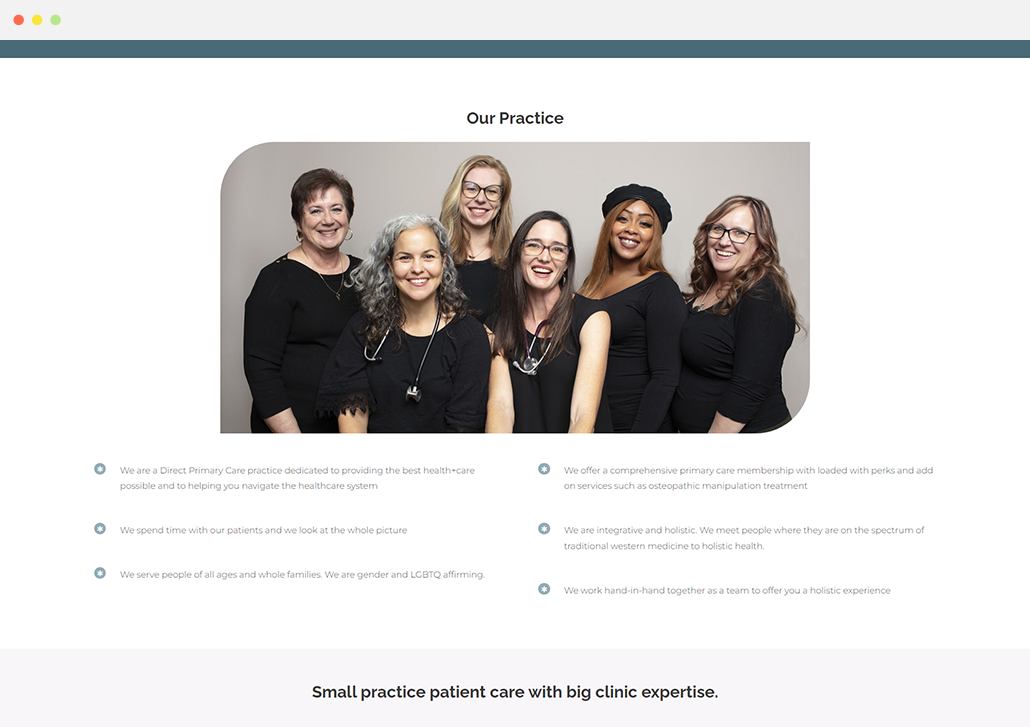 Our Practice
We are a Direct Primary Care practice dedicated to providing the best health+care
possible and to helping you navigate the healthcare system
We spend time with our patients and we look at the whole picture
We serve people of all ages and whole families. We are gender and LGBTQ affirming.
We offer a comprehensive primary care membership with loaded with perks and add
on services such as osteopathic manipulation treatment
We are integrative and holistic. We meet people where they are on the spectrum of
traditional western medicine to holistic health.
We work hand-in-hand together as a team to offer you a holistic experience
Small practice patient care with big clinic expertise.